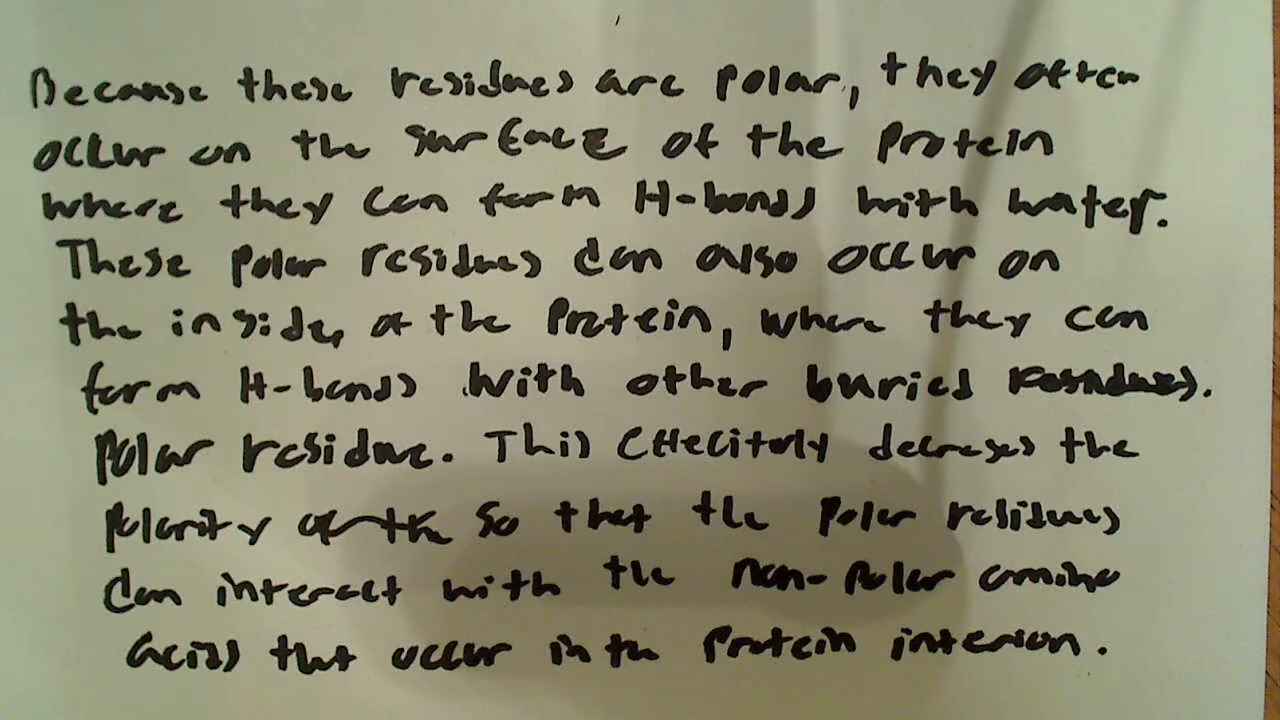 Because these residues are polar, they often
occur on the surface of the protein
where they can form H-bonds with water.
These polar residues can also occur on
the inside, of the protein, where they can
form H-bonds with other buried residues.
polar residue. This effecitvly decreses the
polarity of the so that the polar residues
can interact with the non-polar amino
acids that occur in the protein interion.